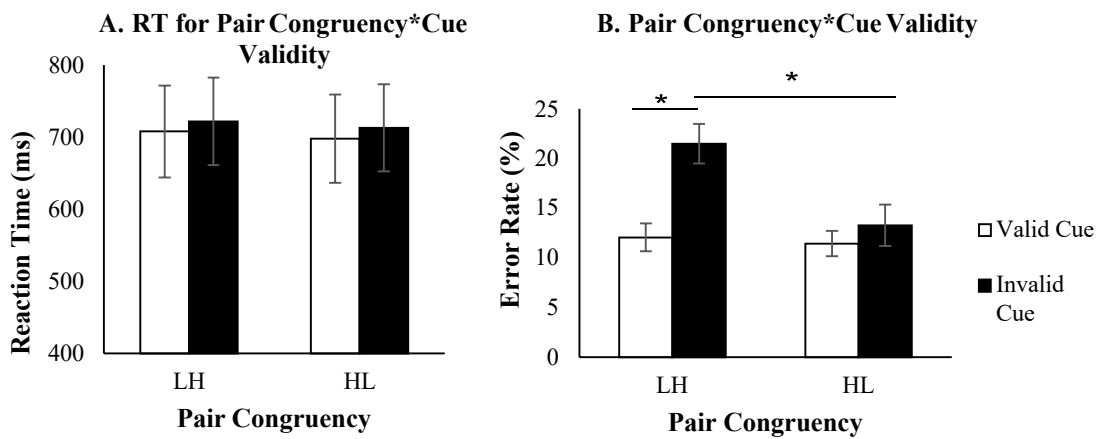 A. RT for Pair Congruency*Cue
Validity
800
700
600
500
400
Reaction Time (ms)
LH
HL
Pair Congruency
B. Pair Congruency*Cue Validity
*
*
25
20
15
10
5
0
Error Rate (%)
LH
HL
Pair Congruency
Valid Cue
Invalid
Cue